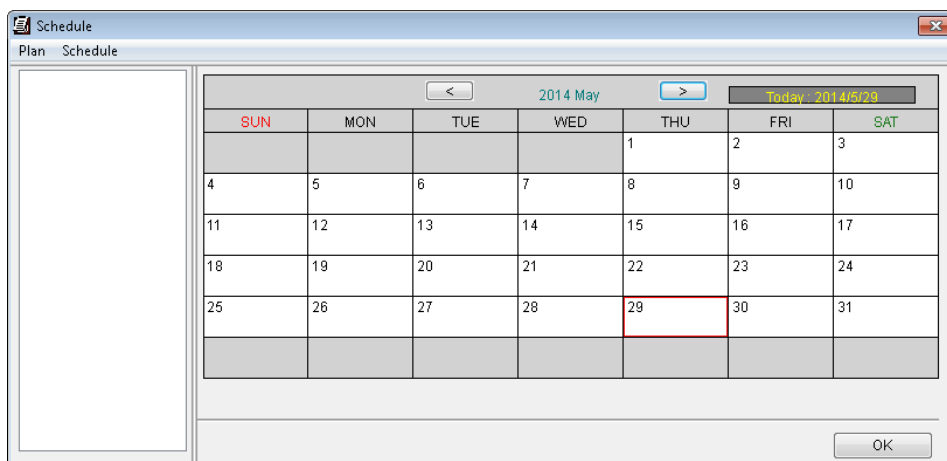 Schedule
Plan Schedule
< 2014 May > Today : 2014/5/29
SUN MON TUE WED THU FRI SAT
1 2 3
4 5 6 7 8 9 10
11 12 13 14 15 16 17
18 19 20 21 22 23 24
25 26 27 28 29 30 31
OK